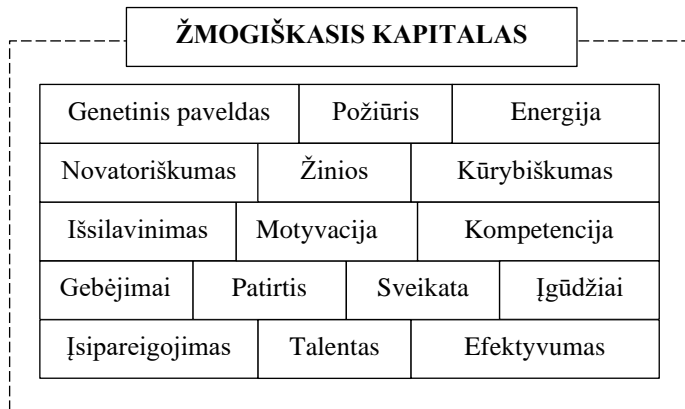 ŽMOGIŠKASIS KAPITALAS
Genetinis paveldas Požiūris Energija
Novatoriškumas Žinios Kūrybiškumas
Išsilavinimas Motyvacija Kompetencija
Gebėjimai Patirtis Sveikata Įgūdžiai
Įsipareigojimas Talentas Efektyvumas